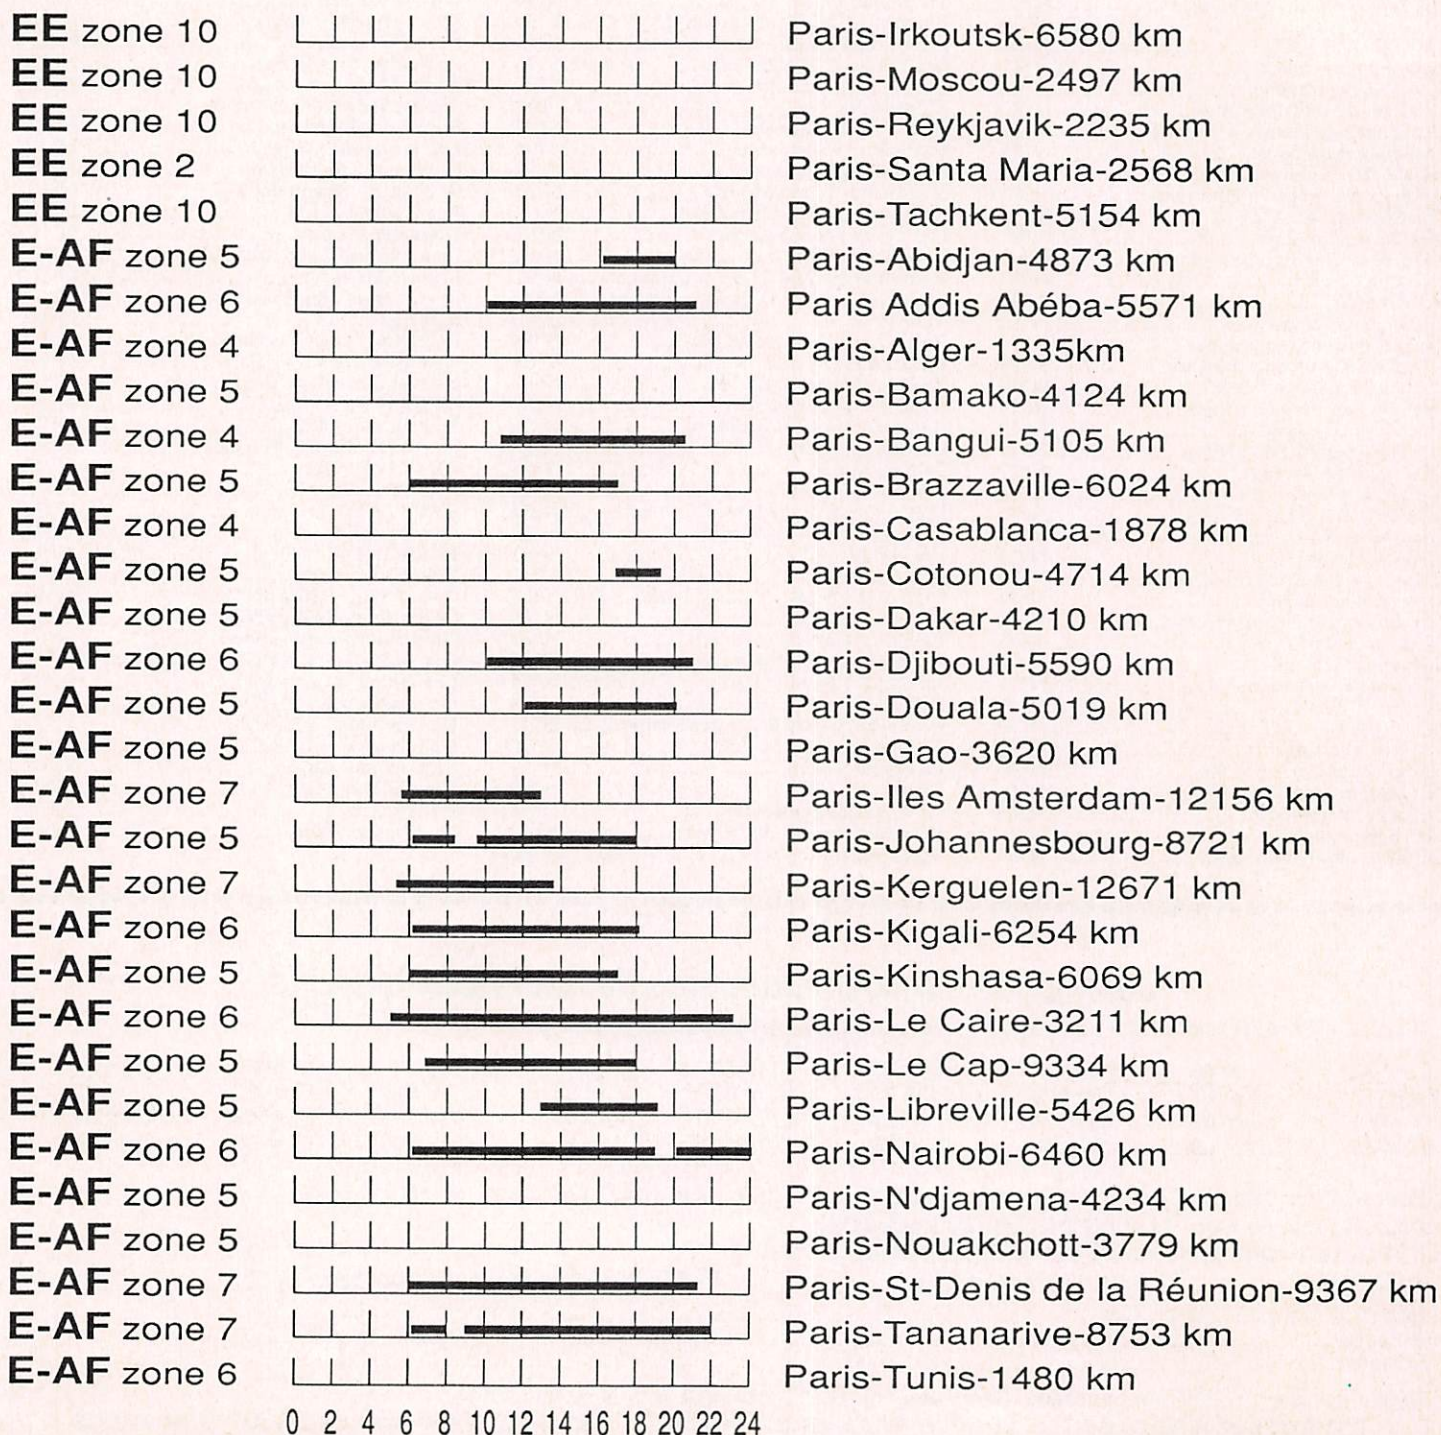 EE zone 10 Paris-Irkoutsk-6580 km
EE zone 10 Paris-Moscou-2497 km
EE zone 10 Paris-Reykjavik-2235 km
EE zone 2 Paris-Santa Maria-2568 km
EE zone 10 Paris-Tachkent-5154 km
E-AF zone 5 Paris-Abidjan-4873 km
E-AF zone 6 Paris Addis Abéba-5571 km
E-AF zone 4 Paris-Alger-1335km
E-AF zone 5 Paris-Bamako-4124 km
E-AF zone 4 Paris-Bangui-5105 km
E-AF zone 5 Paris-Brazzaville-6024 km
E-AF zone 4 Paris-Casablanca-1878 km
E-AF zone 5 Paris-Cotonou-4714 km
E-AF zone 5 Paris-Dakar-4210 km
E-AF zone 6 Paris-Djibouti-5590 km
E-AF zone 5 Paris-Douala-5019 km
E-AF zone 5 Paris-Gao-3620 km
E-AF zone 7 Paris-Iles Amsterdam-12156 km
E-AF zone 5 Paris-Johannesbourg-8721 km
E-AF zone 7 Paris-Kerguelen-12671 km
E-AF zone 6 Paris-Kigali-6254 km
E-AF zone 5 Paris-Kinshasa-6069 km
E-AF zone 6 Paris-Le Caire-3211 km
E-AF zone 5 Paris-Le Cap-9334 km
E-AF zone 5 Paris-Libreville-5426 km
E-AF zone 6 Paris-Nairobi-6460 km
E-AF zone 5 Paris-N'djamena-4234 km
E-AF zone 5 Paris-Nouakchott-3779 km
E-AF zone 7 Paris-St-Denis de la Réunion-9367 km
E-AF zone 7 Paris-Tananarive-8753 km
E-AF zone 6 Paris-Tunis-1480 km
0 2 4 6 8 10 12 14 16 18 20 22 24